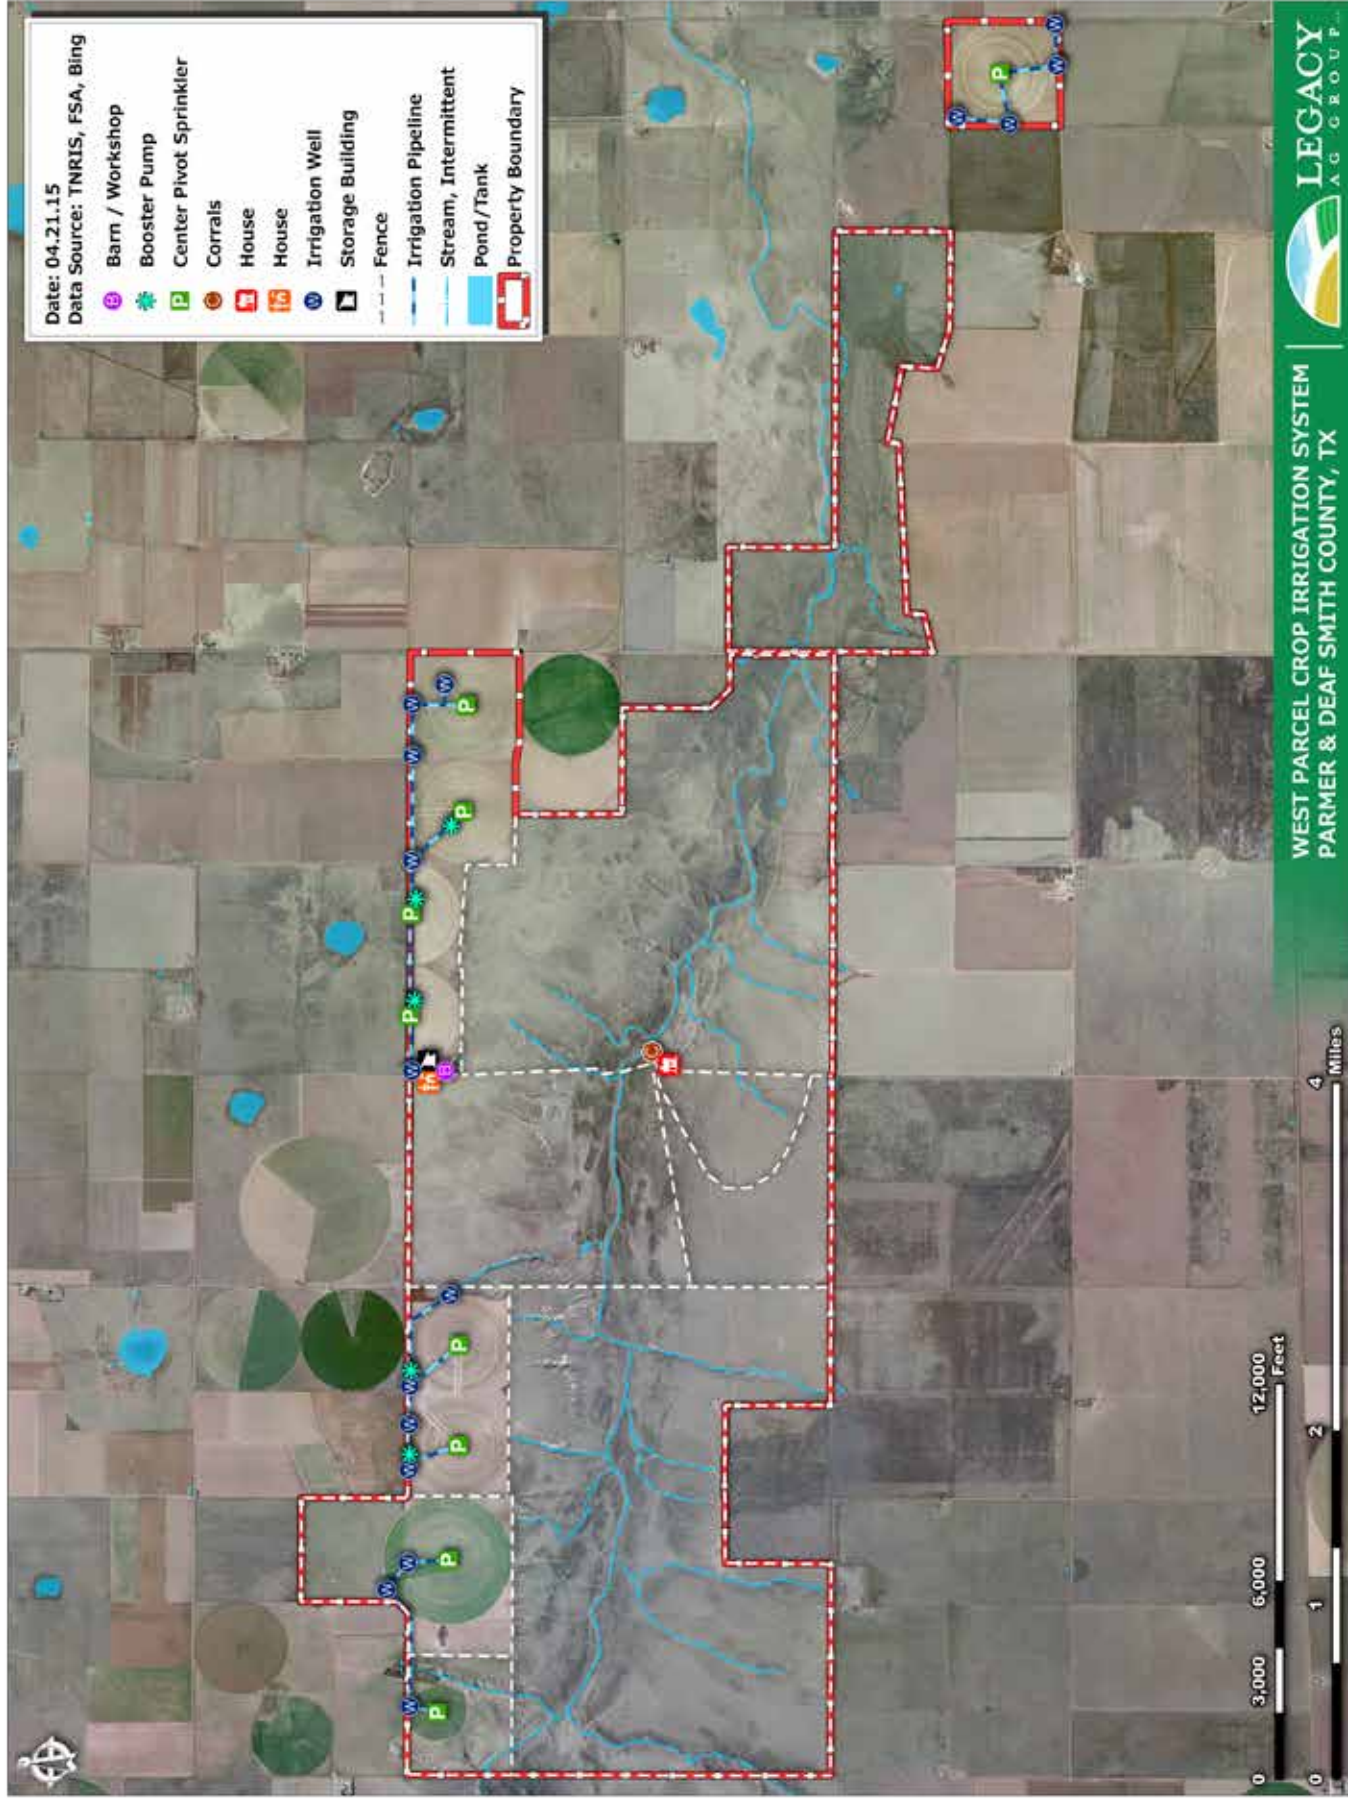 Date: 04.21.15
Data Source: TNRIS, FSA, Bing
B Barn / Workshop
Booster Pump
P Center Pivot Sprinkler
C Corrals
House
House
W Irrigation Well
Storage Building
Fence
Irrigation Pipeline
Stream, Intermittent
Pond/Tank
Property Boundary
W W W W W W W W W W W W W W W W W
P P P P P P P P P
B
C
0 3,000 6,000 12,000
Feet
0 1 2 4
Miles
WEST PARCEL CROP IRRIGATION SYSTEM
PARMER & DEAF SMITH COUNTY, TX
LEGACY
AG GROUP